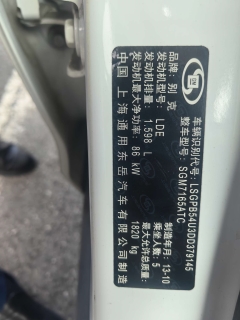 品牌:别克
车辆识别代号:LSGPB54U3DD379145
整车型号:SGM7165ATC
发动机型号:LDE
制造年月:13-10
发动机排量:1.598 L
乘坐人数:5
发动机最大净功率:86 kW
最大允许总质量:1820 kg
中国 上海通用东岳汽车有限公司制造